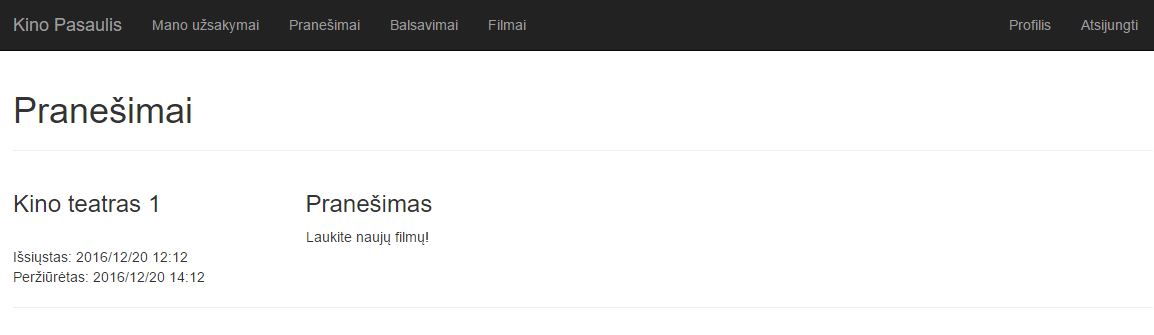 Kino Pasaulis Mano užsakymai Pranešimai Balsavimai Filmai Profilis Atsijungti
Pranešimai
Kino teatras 1
Išsiųstas: 2016/12/20 12:12
Peržiūrėtas: 2016/12/20 14:12
Pranešimas
Laukite naujų filmų!